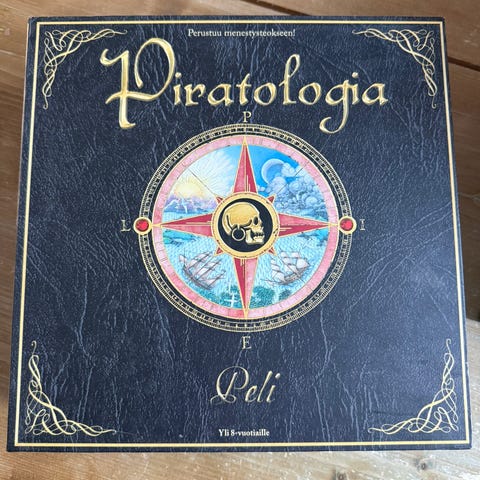 Perustuu menestysteokseen!
Piratologia
P
L I
E
Peli
Yli 8-vuotiaille